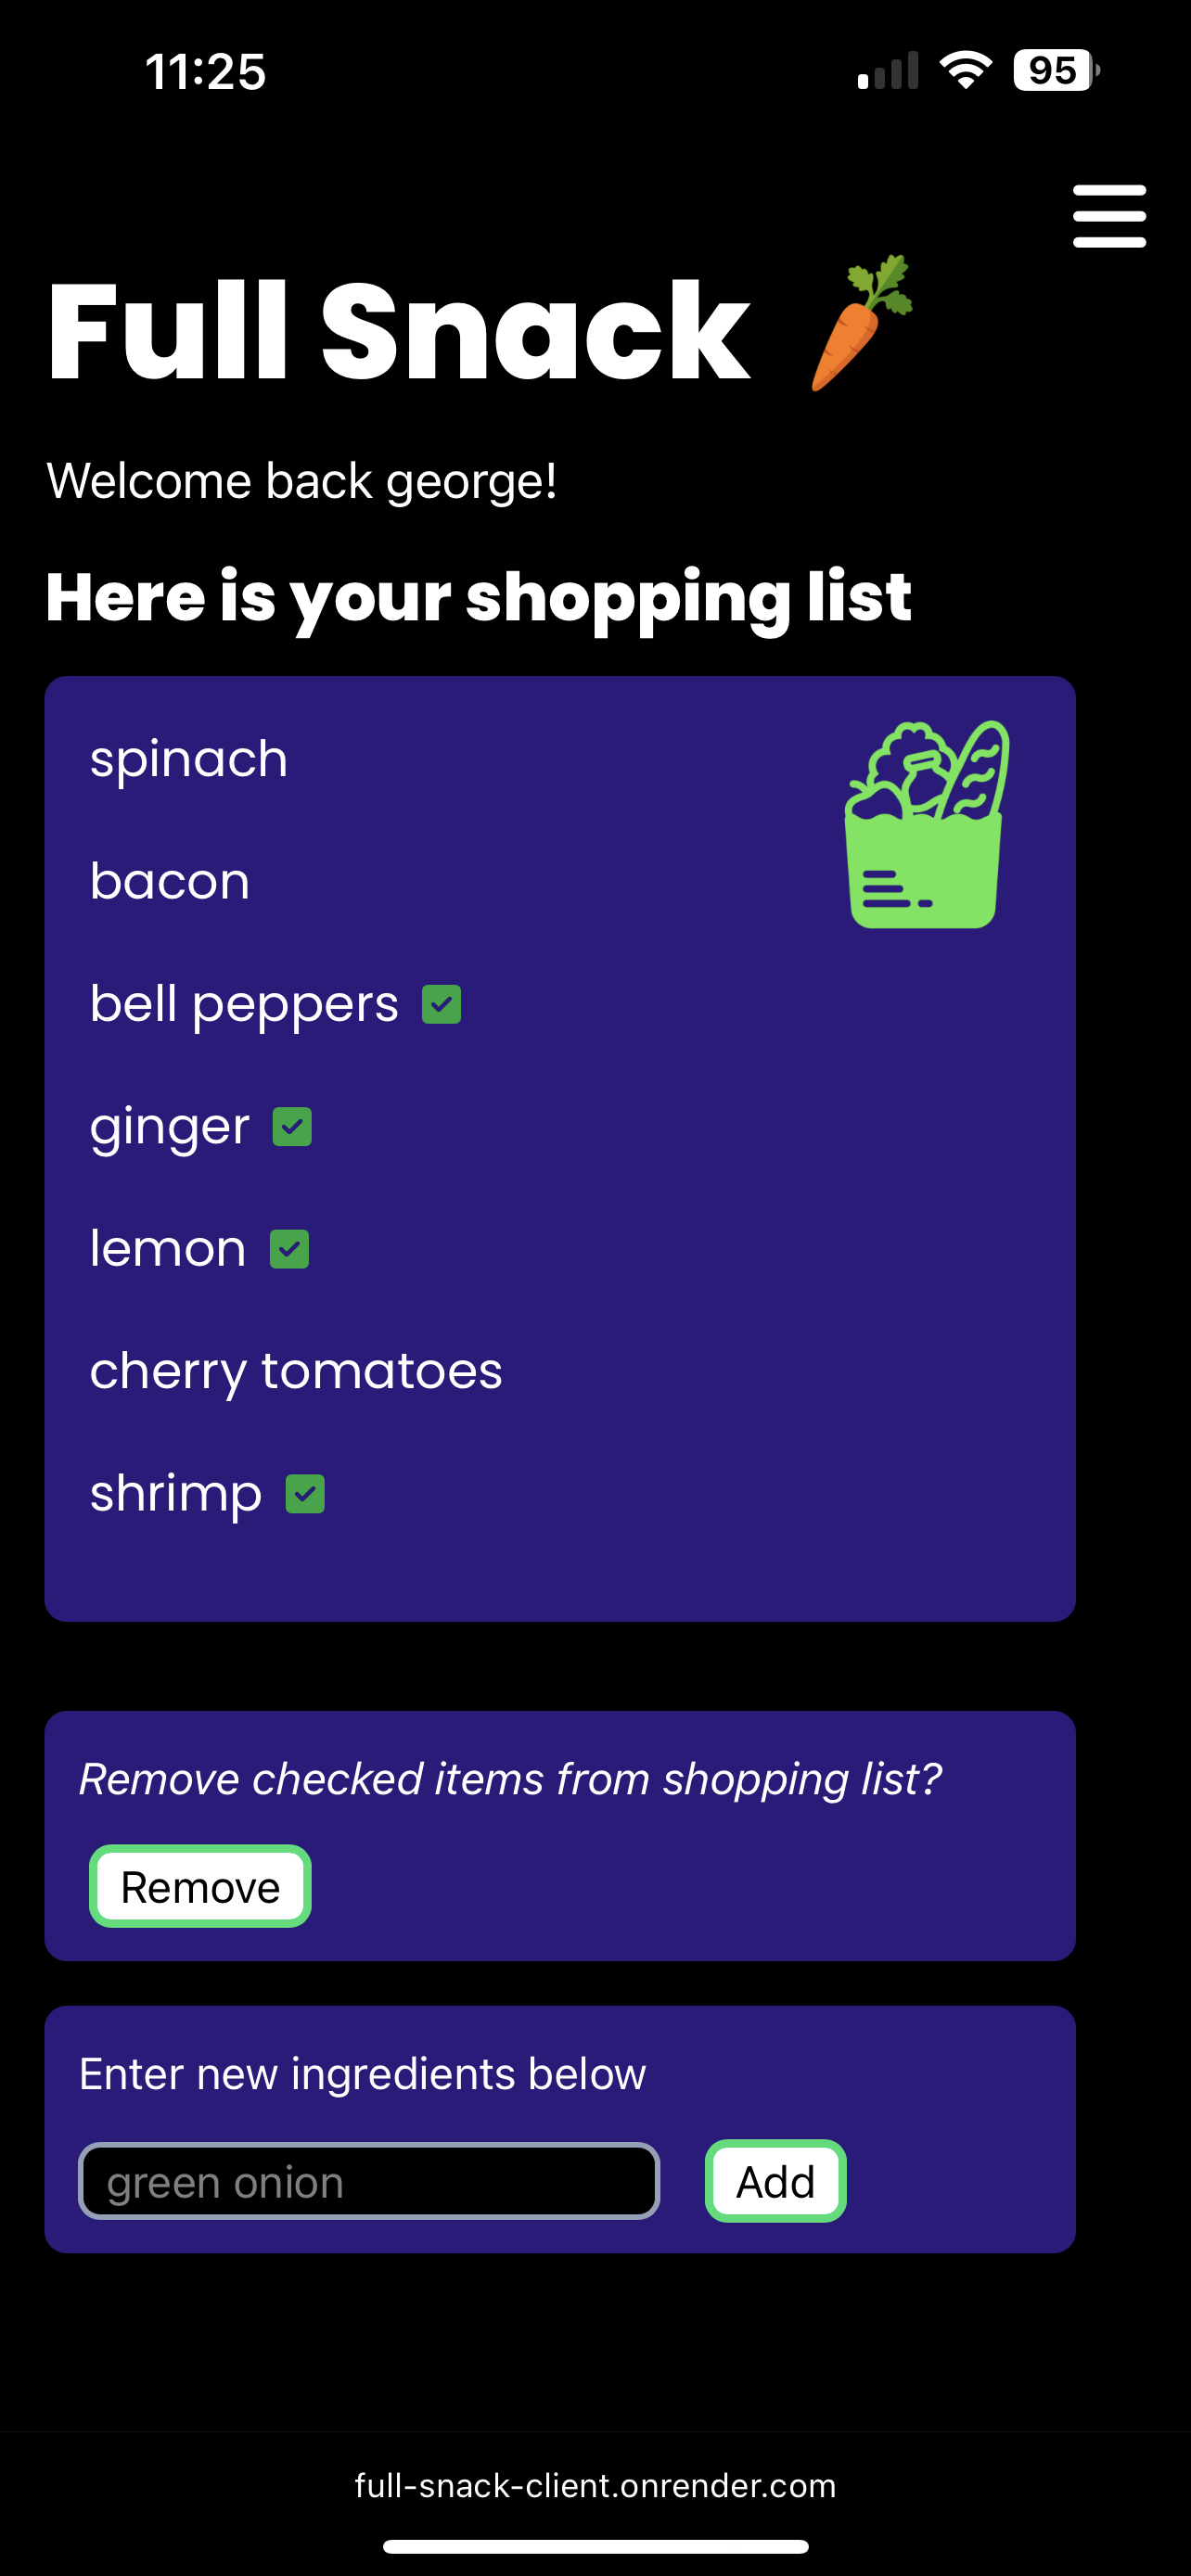 11:25
95
Full Snack 🥕
Welcome back george!
Here is your shopping list
spinach
bacon
bell peppers
ginger
lemon
cherry tomatoes
shrimp
Remove checked items from shopping list?
Remove
Enter new ingredients below
green onion
Add
full-snack-client.onrender.com